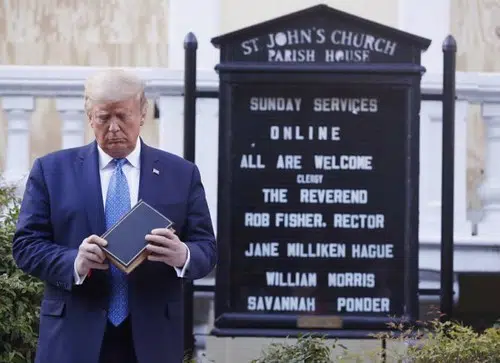 ST. JOHN'S CHURCH
PARISH HOUSE
SUNDAY SERVICES
ONLINE
ALL ARE WELCOME
CLERGY
THE REVEREND
ROB FISHER, RECTOR
JANE MILLIKEN HAGUE
WILLIAM MORRIS
SAVANNAH PONDER